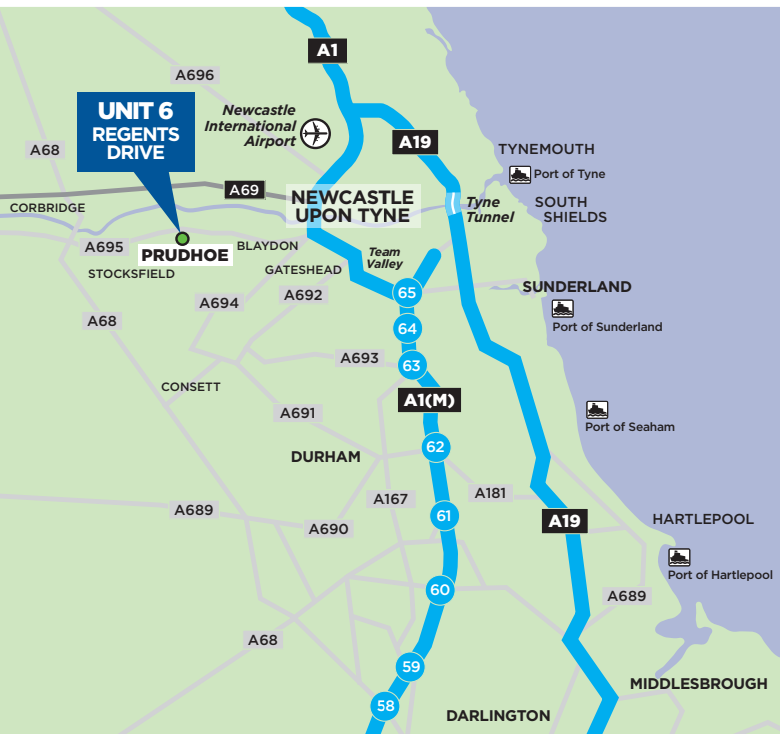 A1
A696
UNIT 6
REGENTS
DRIVE
Newcastle
International
Airport
A68
A19
TYNEMOUTH
Port of Tyne
A69
NEWCASTLE
UPON TYNE
Tyne
Tunnel
SOUTH
SHIELDS
CORBRIDGE
A695
PRUDHOE
BLAYDON
Team
Valley
STOCKSFIELD
GATESHEAD
A694
A692
65
SUNDERLAND
Port of Sunderland
A68
64
A693
63
CONSETT
A1(M)
A691
Port of Seaham
62
DURHAM
A167
A181
A689
61
A690
A19
HARTLEPOOL
Port of Hartlepool
60
A689
A68
59
MIDDLESBROUGH
58
DARLINGTON